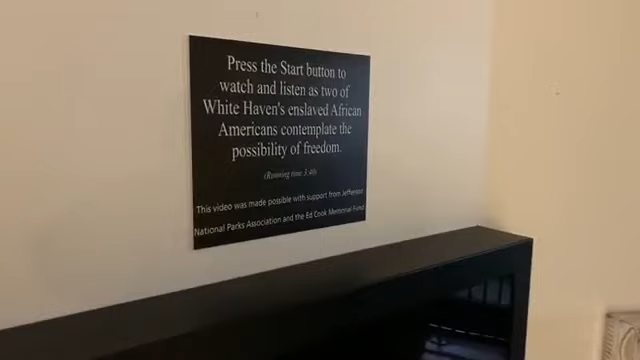 Press the Start button to
watch and listen as two of
White Haven's enslaved African
Americans contemplate the
possibility of freedom.
(Running time 3:40)
This video was made possible with support from Jefferson
National Parks Association and the Ed Cook Memorial Fund